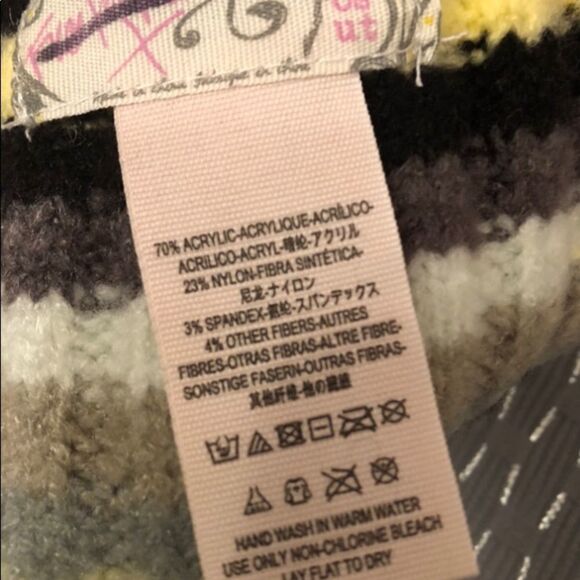 os
ut
70% ACRYLIC-ACRYLIQUE-ACRÍLICO-
ACRILICO-ACRYL-腈纶-アクリル
23% NYLON-FIBRA SINTÉTICA-
尼龙-ナイロン
3% SPANDEX-氨纶-スパンデックス
4% OTHER FIBERS-AUTRES
FIBRES-OTRAS FIBRAS-ALTRE FIBRE-
SONSTIGE FASERN-OUTRAS FIBRAS-
其他纤维-他の繊維
HAND WASH IN WARM WATER
USE ONLY NON-CHLORINE BLEACH
LAY FLAT TO DRY